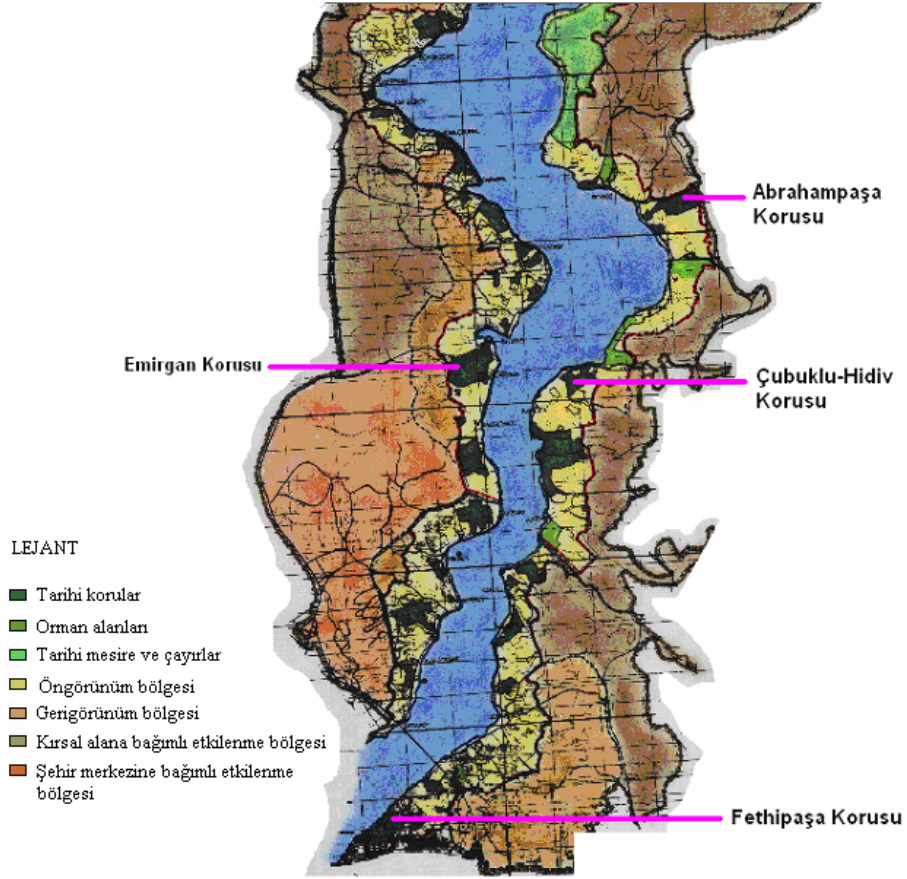 Abrahampaşa
Korusu
Emirgan Korusu
Çubuklu-Hidiv
Korusu
LEJANT
Tarihi korular
Orman alanları
Tarihi mesire ve çayırlar
Öngörünüm bölgesi
Gerigörünüm bölgesi
Kırsal alana bağımlı etkilenme bölgesi
Şehir merkezine bağımlı etkilenme
bölgesi
Fethipaşa Korusu